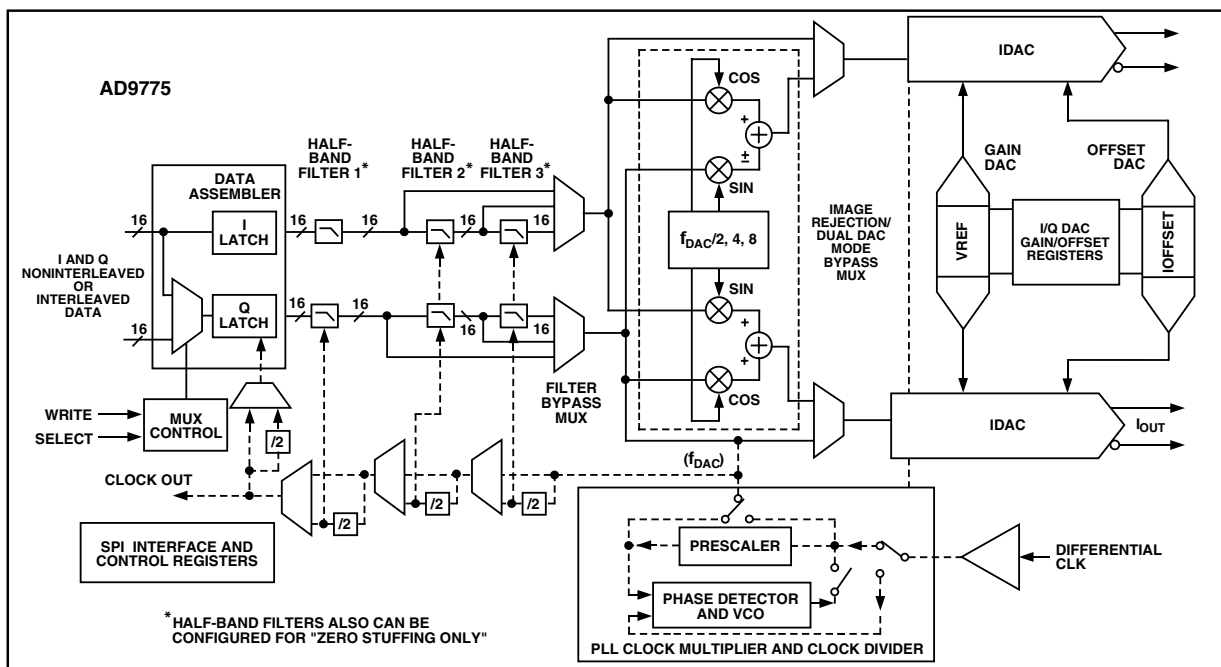 AD9775
HALF-
BAND
FILTER 1*
HALF-
BAND
FILTER 2*
HALF-
BAND
FILTER 3*
DATA
ASSEMBLER
16
I
LATCH
16
16
16
16
I AND Q
NONINTERLEAVED
OR
INTERLEAVED
DATA
16
Q
LATCH
16
16
16
16
WRITE
SELECT
MUX
CONTROL
/2
FILTER
BYPASS
MUX
COS
+
±
SIN
fDAC/2, 4, 8
SIN
+
+
COS
IMAGE
REJECTION/
DUAL DAC
MODE
BYPASS
MUX
IDAC
GAIN
DAC
OFFSET
DAC
VREF
I/Q DAC
GAIN/OFFSET
REGISTERS
IOFFSET
IDAC
IOUT
CLOCK OUT
/2
/2
/2
(fDAC)
SPI INTERFACE AND
CONTROL REGISTERS
PRESCALER
PHASE DETECTOR
AND VCO
DIFFERENTIAL
CLK
PLL CLOCK MULTIPLIER AND CLOCK DIVIDER
*HALF-BAND FILTERS ALSO CAN BE
CONFIGURED FOR "ZERO STUFFING ONLY"